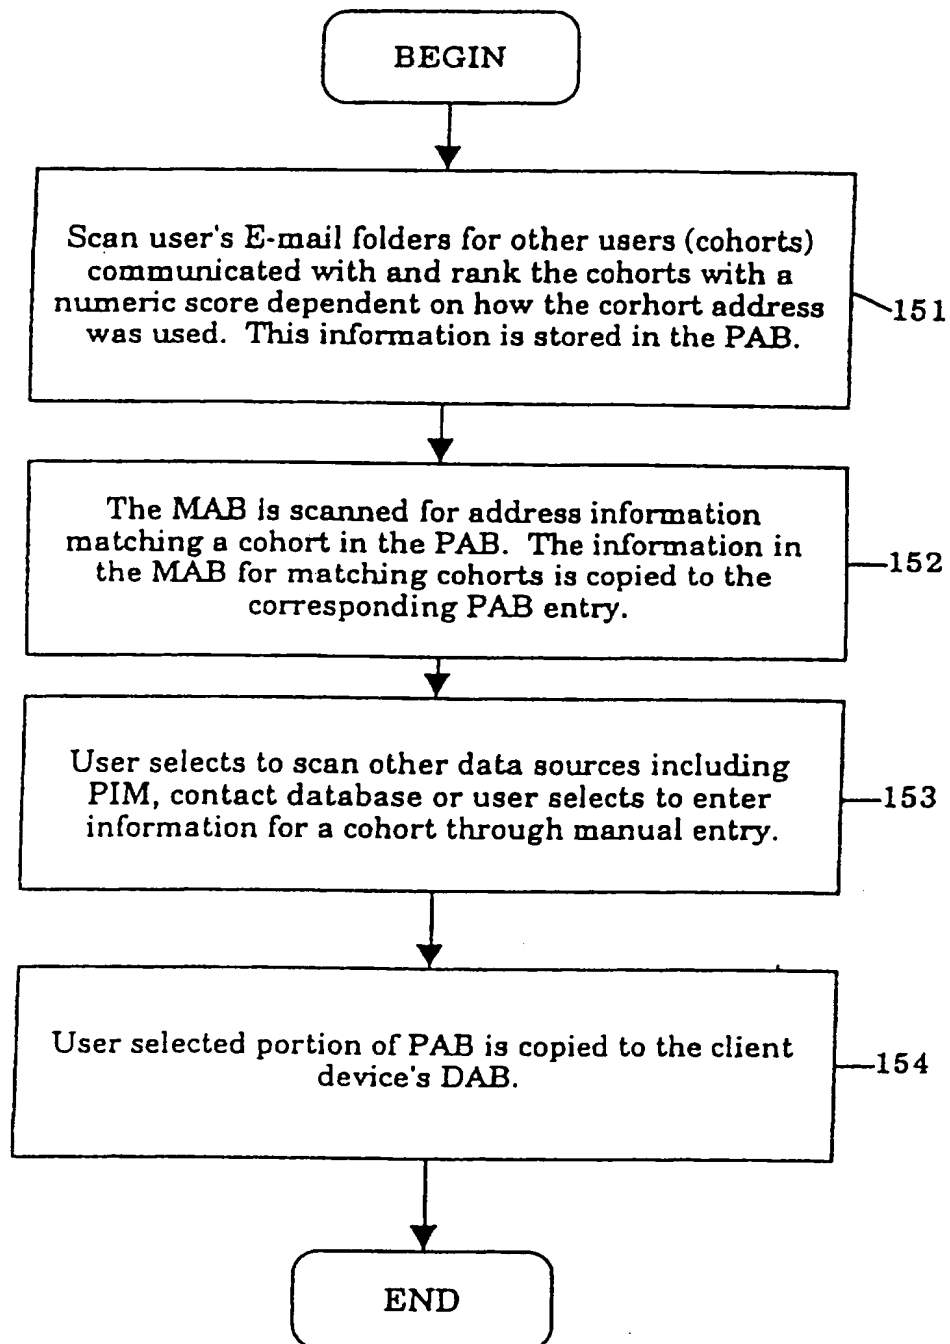 BEGIN
Scan user's E-mail folders for other users (cohorts)
communicated with and rank the cohorts with a
numeric score dependent on how the corhort address
was used. This information is stored in the PAB.
151
The MAB is scanned for address information
matching a cohort in the PAB. The information in
the MAB for matching cohorts is copied to the
corresponding PAB entry.
152
User selects to scan other data sources including
PIM, contact database or user selects to enter
information for a cohort through manual entry.
153
User selected portion of PAB is copied to the client
device's DAB.
154
END